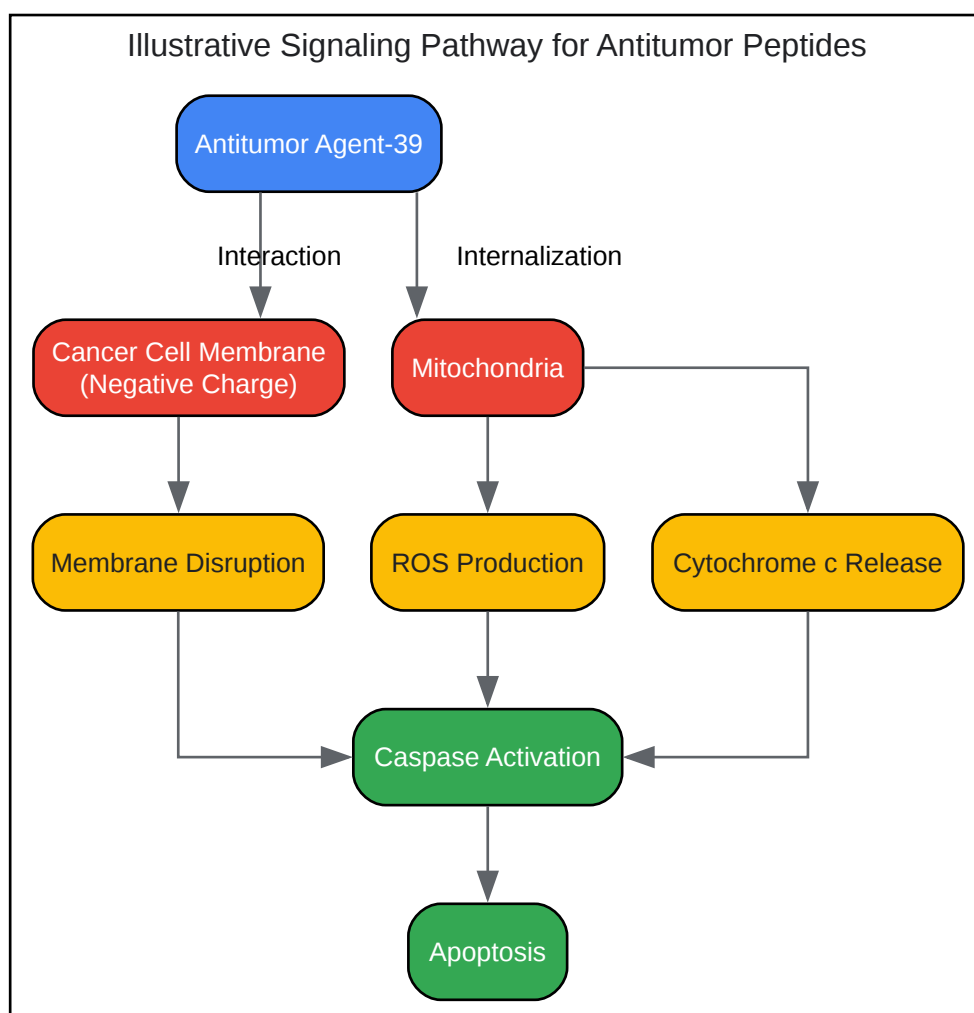 Illustrative Signaling Pathway for Antitumor Peptides
Antitumor Agent-39
Interaction
Internalization
Cancer Cell Membrane
(Negative Charge)
Mitochondria
Membrane Disruption
ROS Production
Cytochrome c Release
Caspase Activation
Apoptosis